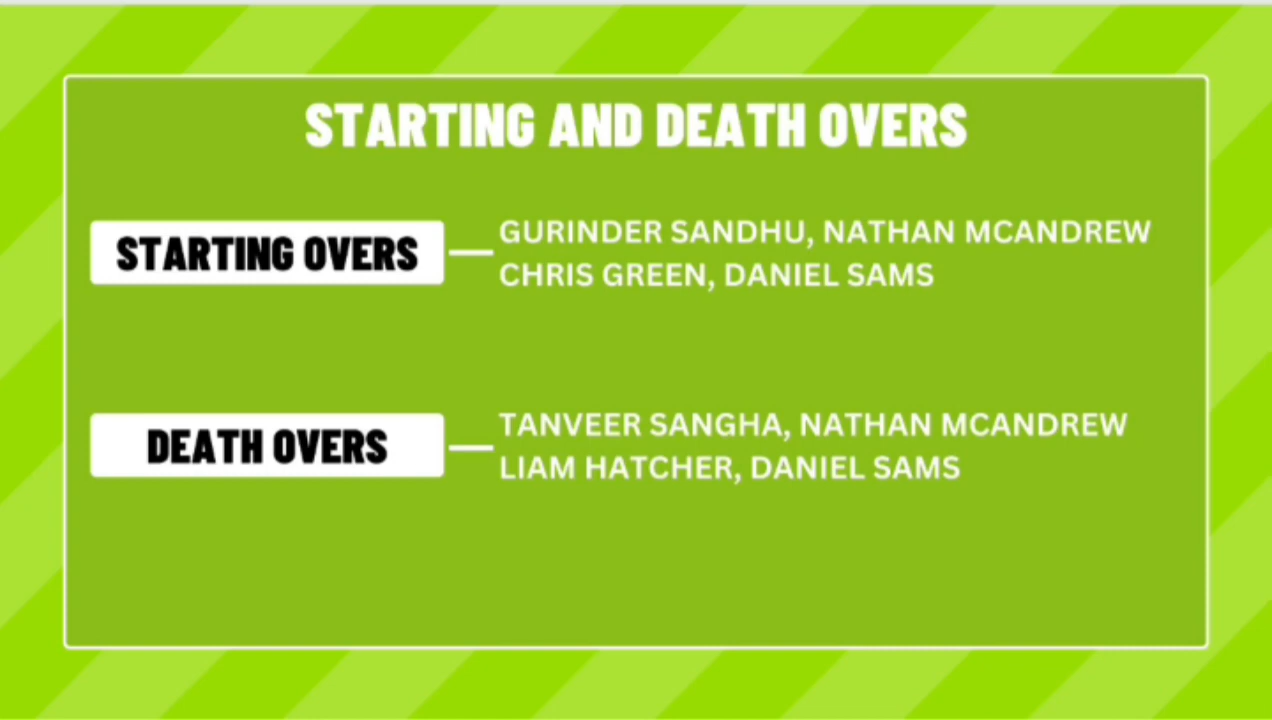 STARTING AND DEATH OVERS
STARTING OVERS
GURINDER SANDHU, NATHAN MCANDREW
CHRIS GREEN, DANIEL SAMS
DEATH OVERS
TANVEER SANGHA, NATHAN MCANDREW
LIAM HATCHER, DANIEL SAMS